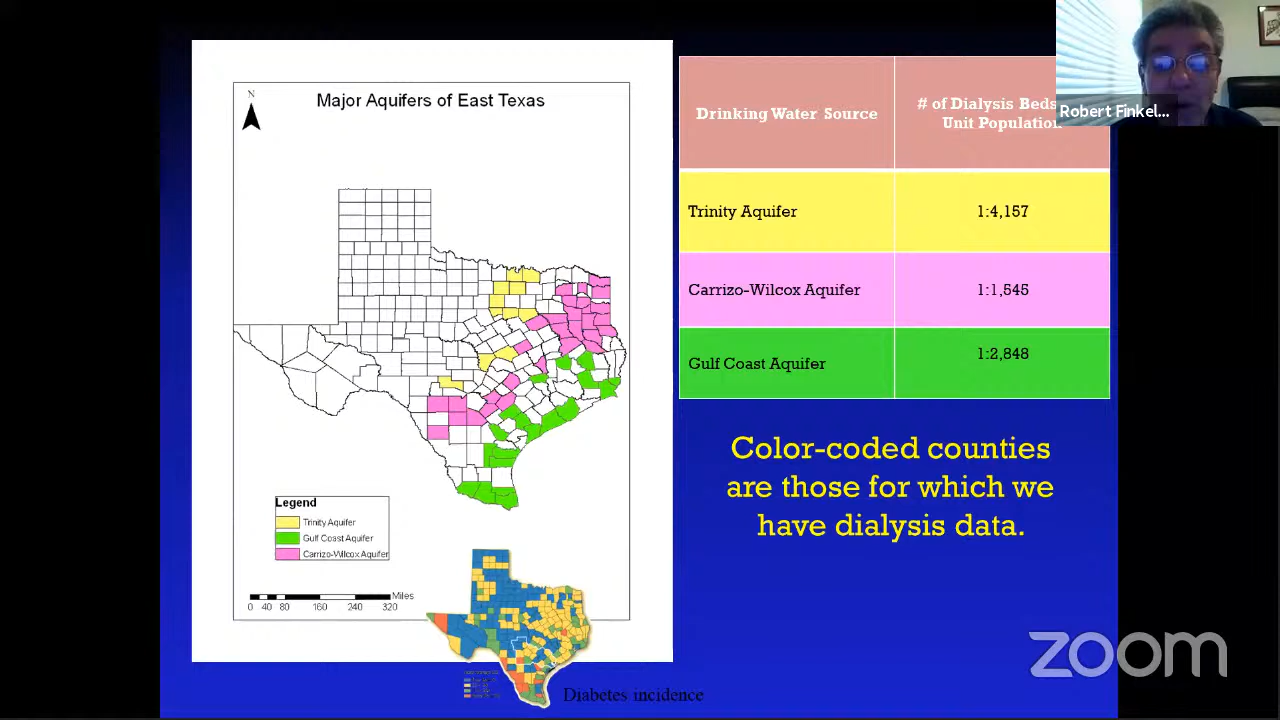 N
Major Aquifers of East Texas
Legend
Trinity Aquifer
Gulf Coast Aquifer
Carrizo-Wilcox Aquifer
Miles
0 40 80 160 240 320
Diabetes incidence
Drinking Water Source
# of Dialysis Beds
Unit Population
Trinity Aquifer
1:4,157
Carrizo-Wilcox Aquifer
1:1,545
Gulf Coast Aquifer
1:2,848
Color-coded counties
are those for which we
have dialysis data.
Robert Finkel...
zoom